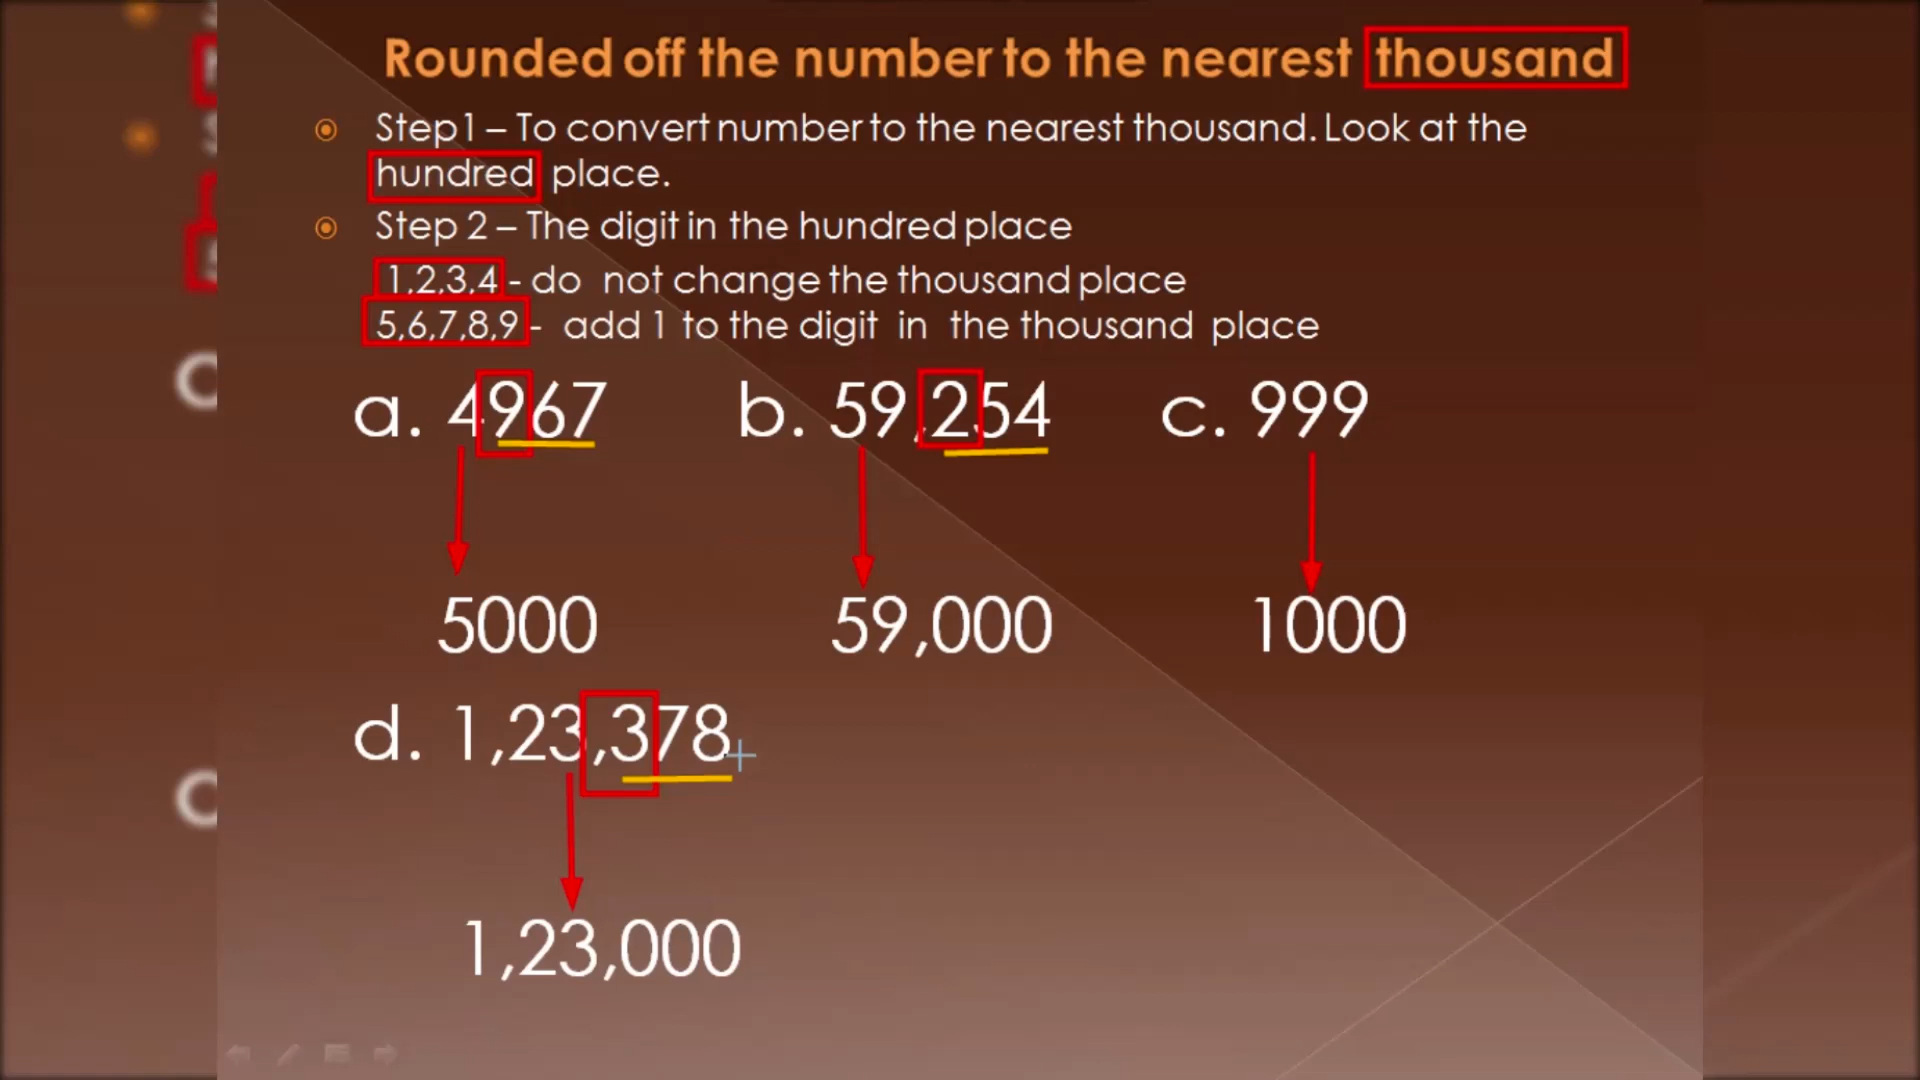 Rounded off the number to the nearest thousand
Step1 – To convert number to the nearest thousand. Look at the
hundred place.
Step 2 – The digit in the hundred place
1,2,3,4 - do not change the thousand place
5,6,7,8,9 - add 1 to the digit in the thousand place
a. 4967 b. 59,254 c. 999
5000 59,000 1000
d. 1,23,378
1,23,000